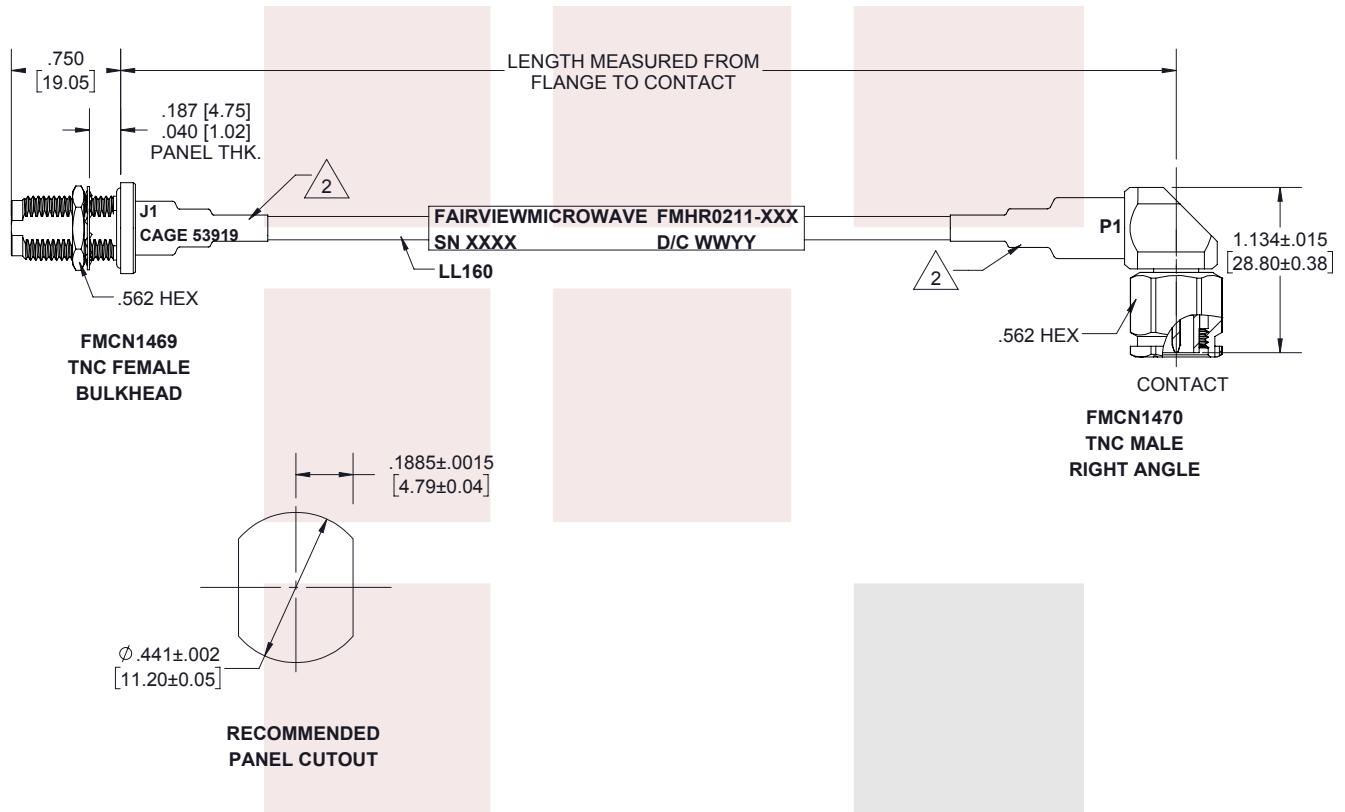 .750
[19.05]
LENGTH MEASURED FROM
FLANGE TO CONTACT
.187 [4.75]
.040 [1.02]
PANEL THK.
2
J1
CAGE 53919
FAIRVIEWMICROWAVE FMHR0211-XXX
SN XXXX D/C WWYY
LL160
2
P1
1.134±.015
[28.80±0.38]
.562 HEX
.562 HEX
FMCN1469
TNC FEMALE
BULKHEAD
CONTACT
FMCN1470
TNC MALE
RIGHT ANGLE
.1885±.0015
[4.79±0.04]
∅.441±.002
[11.20±0.05]
RECOMMENDED
PANEL CUTOUT